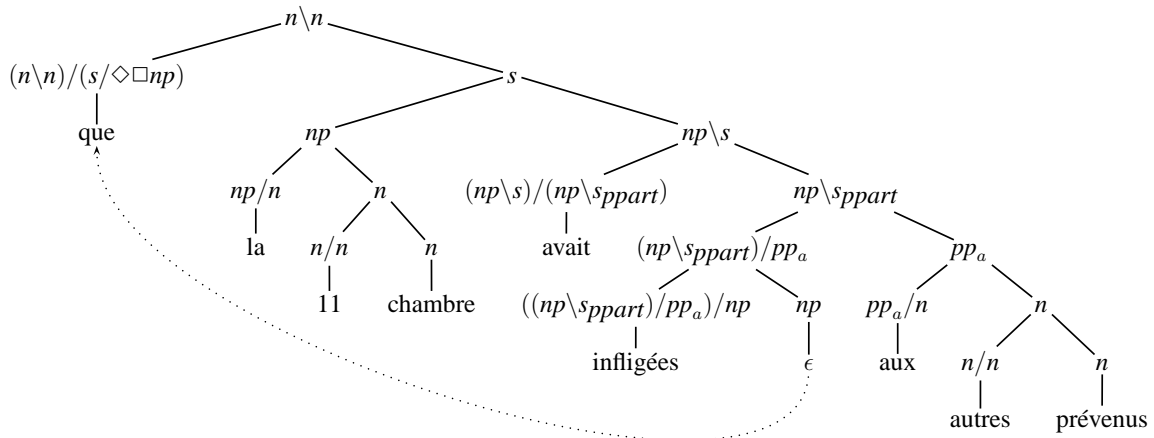 n\n
(n\n)/(s/◇□np) s
que np np\s
np/n n (np\s)/(np\s_ppart) np\s_ppart
la n/n n avait (np\s_ppart)/pp_a pp_a
11 chambre ((np\s_ppart)/pp_a)/np np pp_a/n n
infligées ϵ aux n/n n
autres prévenus